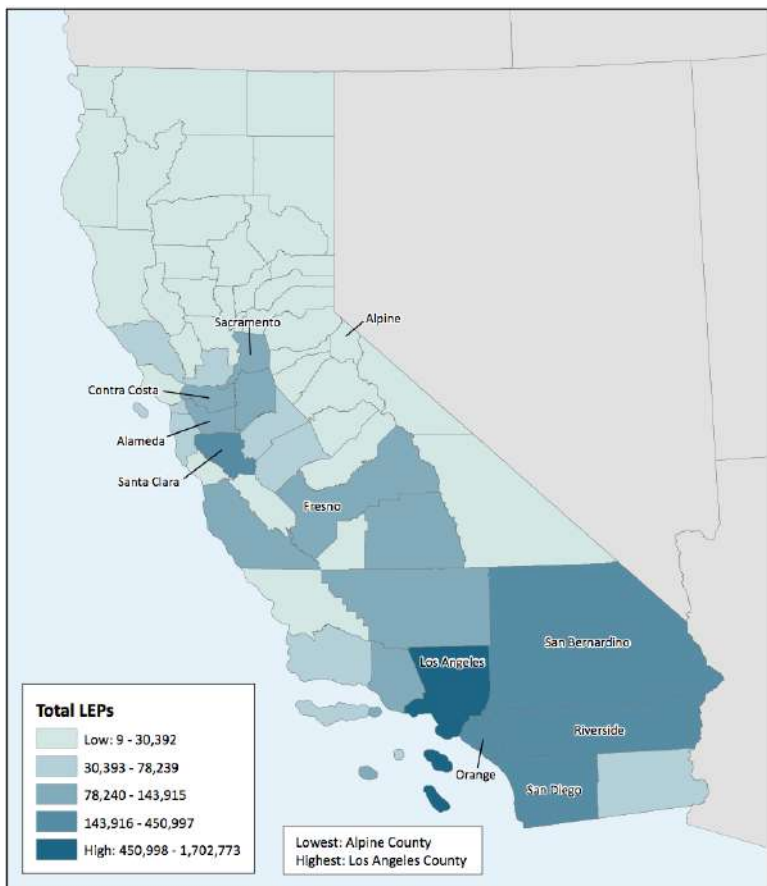 Sacramento
Alpine
Contra Costa
Alameda
Santa Clara
Fresno
San Bernardino
Los Angeles
Riverside
Orange
San Diego
Total LEPs
Low: 9 - 30,392
30,393 - 78,239
78,240 - 143,915
143,916 - 450,997
High: 450,998 - 1,702,773
Lowest: Alpine County
Highest: Los Angeles County